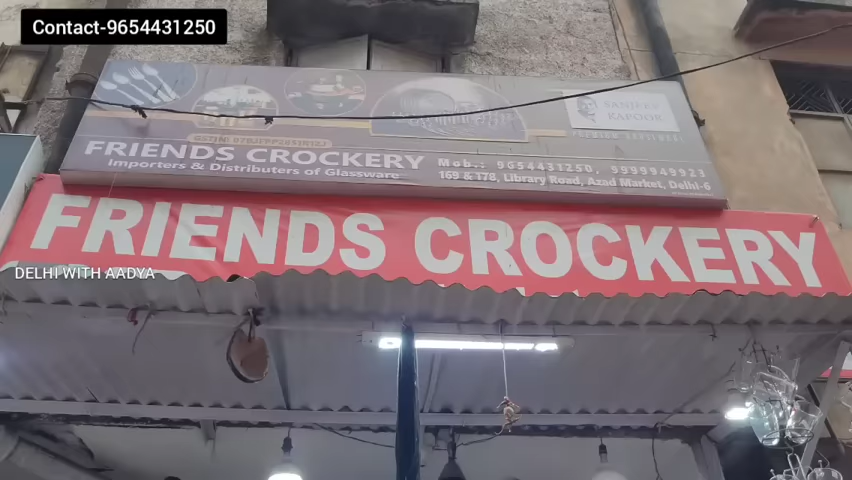 Contact-9654431250
SANJEEV
KAPOOR
FRIENDS CROCKERY
Importers & Distributors of Glassware
Mob.: 9654431250, 9999949923
169 & 178, Library Road, Azad Market, Delhi-6
FRIENDS CROCKERY
DELHI WITH AADYA